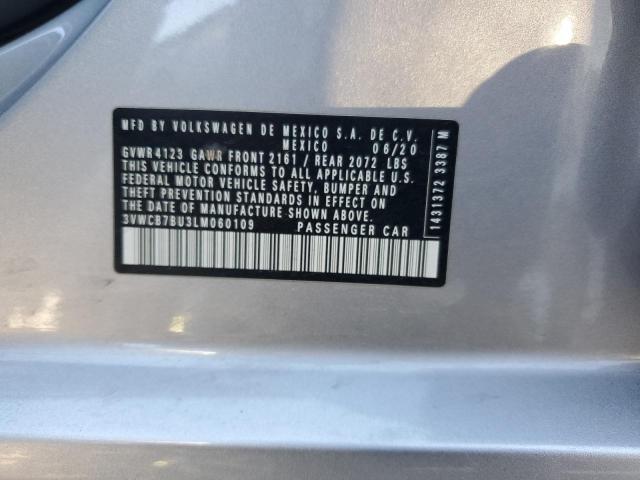 MFD BY VOLKSWAGEN DE MEXICO S.A. DE C.V.
MEXICO 06/20
GVWR4123 GAWR FRONT 2161 / REAR 2072 LBS
THIS VEHICLE CONFORMS TO ALL APPLICABLE U.S.
FEDERAL MOTOR VEHICLE SAFETY, BUMPER AND
THEFT PREVENTION STANDARDS IN EFFECT ON
THE DATE OF MANUFACTURE SHOWN ABOVE.
3VWCB7BU3LM060109 PASSENGER CAR
1431372 3387 M